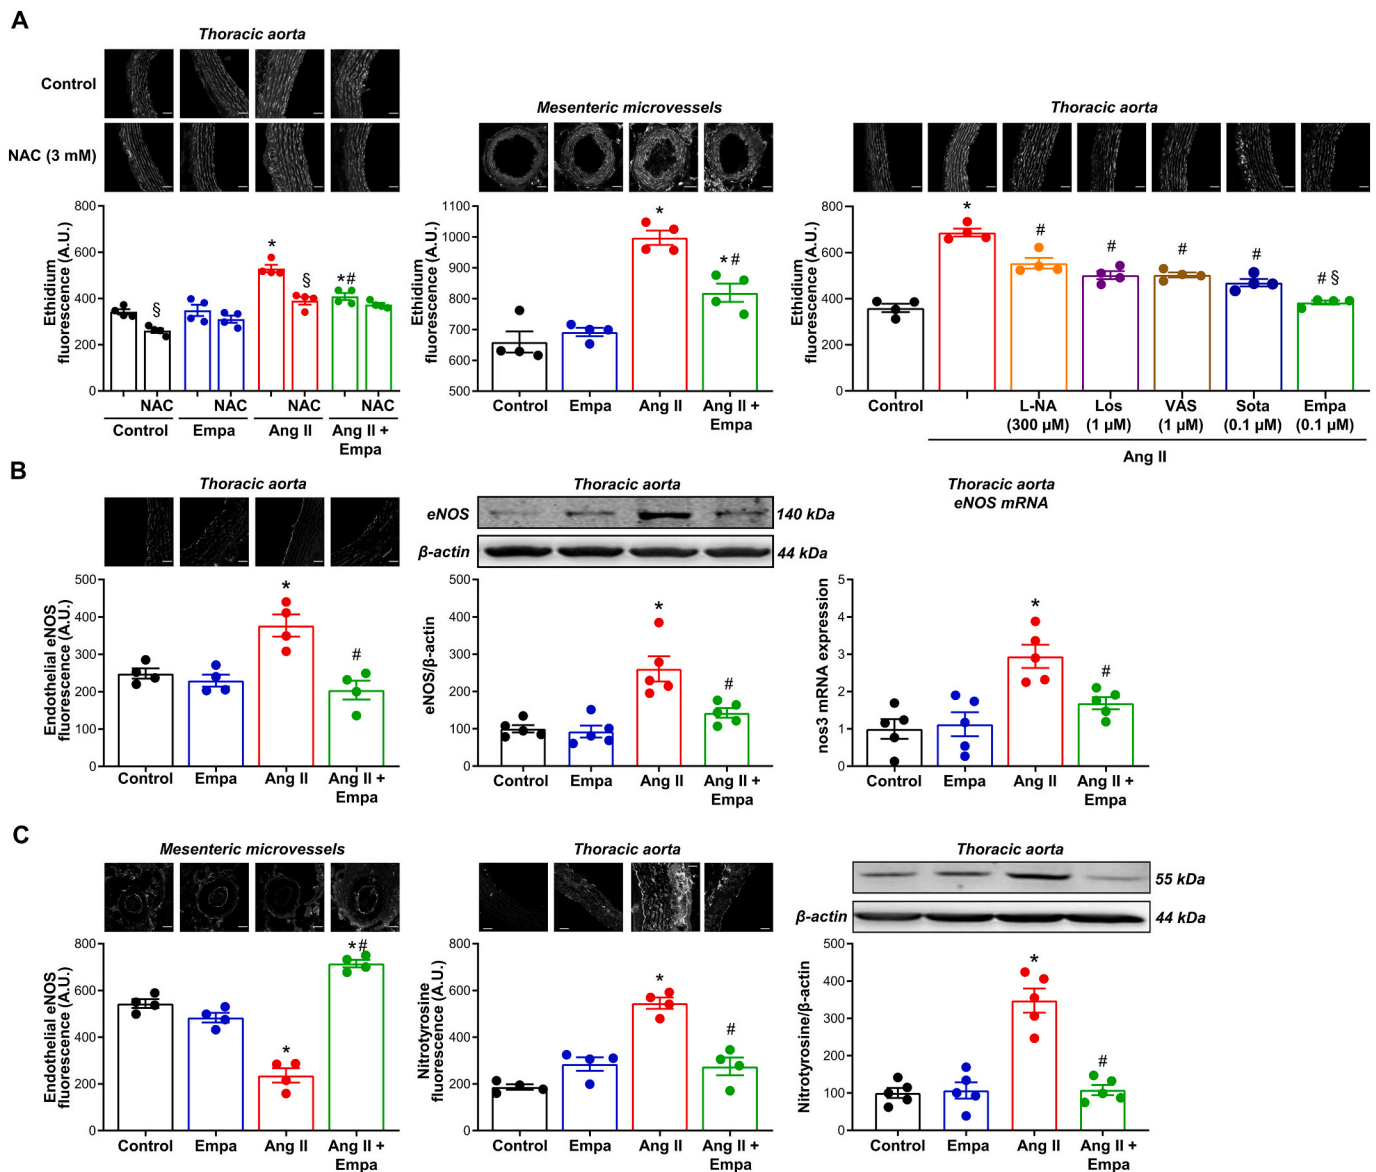 A
Thoracic aorta
Control
NAC (3 mM)
Ethidium
fluorescence (A.U.)
800
600
400
200
0
NAC NAC NAC NAC
Control Empa Ang II Ang II +
Empa
Mesenteric microvessels
Ethidium
fluorescence (A.U.)
1100
1000
900
800
700
600
500
* *#
Control Empa Ang II Ang II +
Empa
Thoracic aorta
Ethidium
fluorescence (A.U.)
800
600
400
200
0
* # # # # # §
Control L-NA Los VAS Sota Empa
(300 µM) (1 µM) (1 µM) (0.1 µM) (0.1 µM)
Ang II
§ * § *#
B
Thoracic aorta
Endothelial eNOS
fluorescence (A.U.)
500
400
300
200
100
0
* #
Control Empa Ang II Ang II +
Empa
Thoracic aorta
eNOS 140 kDa
β-actin 44 kDa
eNOS/β-actin
500
400
300
200
100
0
* #
Control Empa Ang II Ang II +
Empa
Thoracic aorta
eNOS mRNA
nos3 mRNA expression
5
4
3
2
1
0
* #
Control Empa Ang II Ang II +
Empa
C
Mesenteric microvessels
Endothelial eNOS
fluorescence (A.U.)
800
600
400
200
0
* *#
Control Empa Ang II Ang II +
Empa
Thoracic aorta
Nitrotyrosine
fluorescence (A.U.)
800
600
400
200
0
* #
Control Empa Ang II Ang II +
Empa
Thoracic aorta
55 kDa
β-actin 44 kDa
Nitrotyrosine/β-actin
500
400
300
200
100
0
* #
Control Empa Ang II Ang II +
Empa